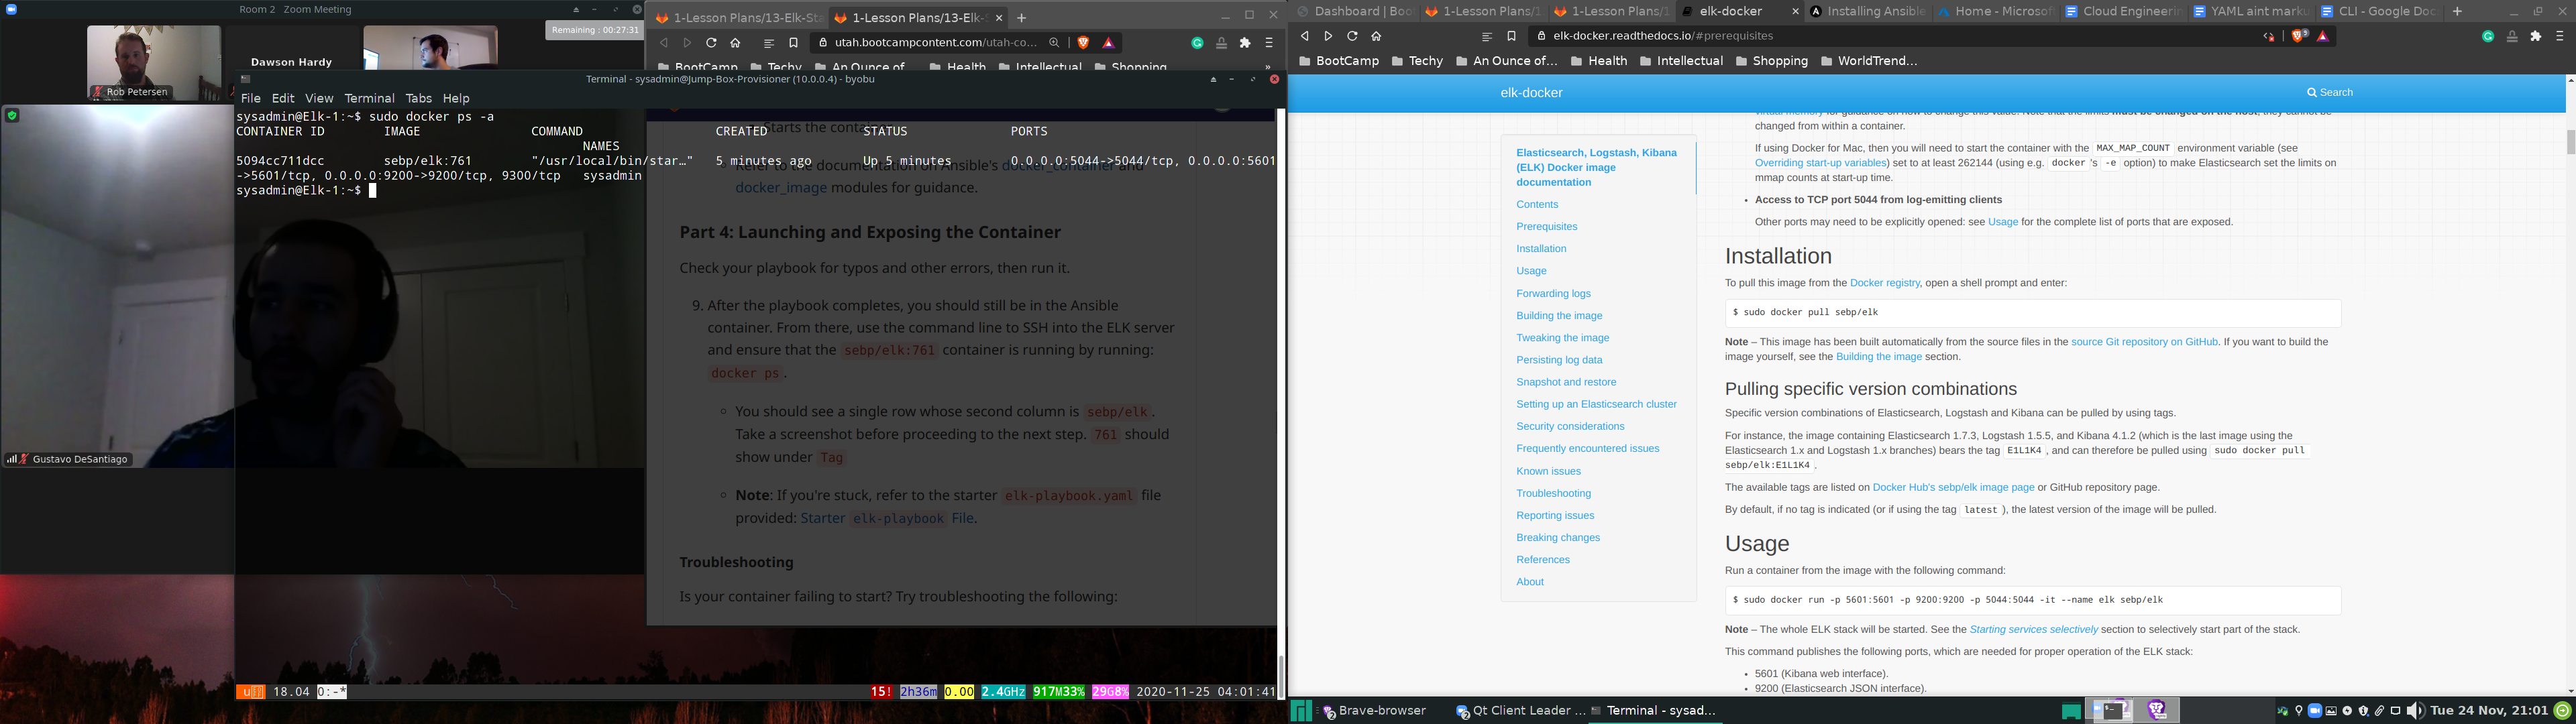 Room 2   Zoom Meeting
Remaining : 00:27:31
Dawson Hardy
Rob Petersen
Gustavo DeSantiago
1-Lesson Plans/13-Elk-Sta
1-Lesson Plans/13-Elk-S
utah.bootcampcontent.com/utah-co…
BootCamp
Techy
An Ounce of…
Health
Intellectual
Shopping
»
Terminal - sysadmin@Jump-Box-Provisioner (10.0.0.4) - byobu
File Edit View Terminal Tabs Help
sysadmin@Elk-1:~$ sudo docker ps -a
CONTAINER ID        IMAGE               COMMAND                  CREATED             STATUS              PORTS
NAMES
5094cc711dcc        sebp/elk:761        "/usr/local/bin/star…"   5 minutes ago       Up 5 minutes        0.0.0.0:5044->5044/tcp, 0.0.0.0:5601
->5601/tcp, 0.0.0.0:9200->9200/tcp, 9300/tcp   sysadmin
sysadmin@Elk-1:~$
Starts the container
Refer to the documentation on Ansible's docker_container and
docker_image modules for guidance.
Part 4: Launching and Exposing the Container
Check your playbook for typos and other errors, then run it.
9. After the playbook completes, you should still be in the Ansible
container. From there, use the command line to SSH into the ELK server
and ensure that the sebp/elk:761 container is running by running:
docker ps.
You should see a single row whose second column is sebp/elk.
Take a screenshot before proceeding to the next step. 761 should
show under Tag
Note: If you're stuck, refer to the starter elk-playbook.yaml file
provided: Starter elk-playbook File.
Troubleshooting
Is your container failing to start? Try troubleshooting the following:
18.04 0:-*
15! 2h36m 0.00 2.4GHz 917M33% 29G8% 2020-11-25 04:01:41
Dashboard | Boo
1-Lesson Plans/1
1-Lesson Plans/1
elk-docker
Installing Ansible
Home - Microsof
Cloud Engineerin
YAML aint marku
CLI - Google Doc
elk-docker.readthedocs.io/#prerequisites
BootCamp
Techy
An Ounce of…
Health
Intellectual
Shopping
WorldTrend…
elk-docker
Search
Elasticsearch, Logstash, Kibana
(ELK) Docker image
documentation
Contents
Prerequisites
Installation
Usage
Forwarding logs
Building the image
Tweaking the image
Persisting log data
Snapshot and restore
Setting up an Elasticsearch cluster
Security considerations
Frequently encountered issues
Known issues
Troubleshooting
Reporting issues
Breaking changes
References
About
virtual memory for guidance on how to change this value. Note that the limits must be changed on the host; they cannot be
changed from within a container.
If using Docker for Mac, then you will need to start the container with the MAX_MAP_COUNT environment variable (see
Overriding start-up variables) set to at least 262144 (using e.g. docker 's -e option) to make Elasticsearch set the limits on
mmap counts at start-up time.
Access to TCP port 5044 from log-emitting clients
Other ports may need to be explicitly opened: see Usage for the complete list of ports that are exposed.
Installation
To pull this image from the Docker registry, open a shell prompt and enter:
$ sudo docker pull sebp/elk
Note – This image has been built automatically from the source files in the source Git repository on GitHub. If you want to build the
image yourself, see the Building the image section.
Pulling specific version combinations
Specific version combinations of Elasticsearch, Logstash and Kibana can be pulled by using tags.
For instance, the image containing Elasticsearch 1.7.3, Logstash 1.5.5, and Kibana 4.1.2 (which is the last image using the
Elasticsearch 1.x and Logstash 1.x branches) bears the tag E1L1K4 , and can therefore be pulled using sudo docker pull
sebp/elk:E1L1K4 .
The available tags are listed on Docker Hub's sebp/elk image page or GitHub repository page.
By default, if no tag is indicated (or if using the tag latest ), the latest version of the image will be pulled.
Usage
Run a container from the image with the following command:
$ sudo docker run -p 5601:5601 -p 9200:9200 -p 5044:5044 -it --name elk sebp/elk
Note – The whole ELK stack will be started. See the Starting services selectively section to selectively start part of the stack.
This command publishes the following ports, which are needed for proper operation of the ELK stack:
5601 (Kibana web interface).
9200 (Elasticsearch JSON interface).
Brave-browser
Qt Client Leader …
Terminal - sysad…
Tue 24 Nov, 21:01